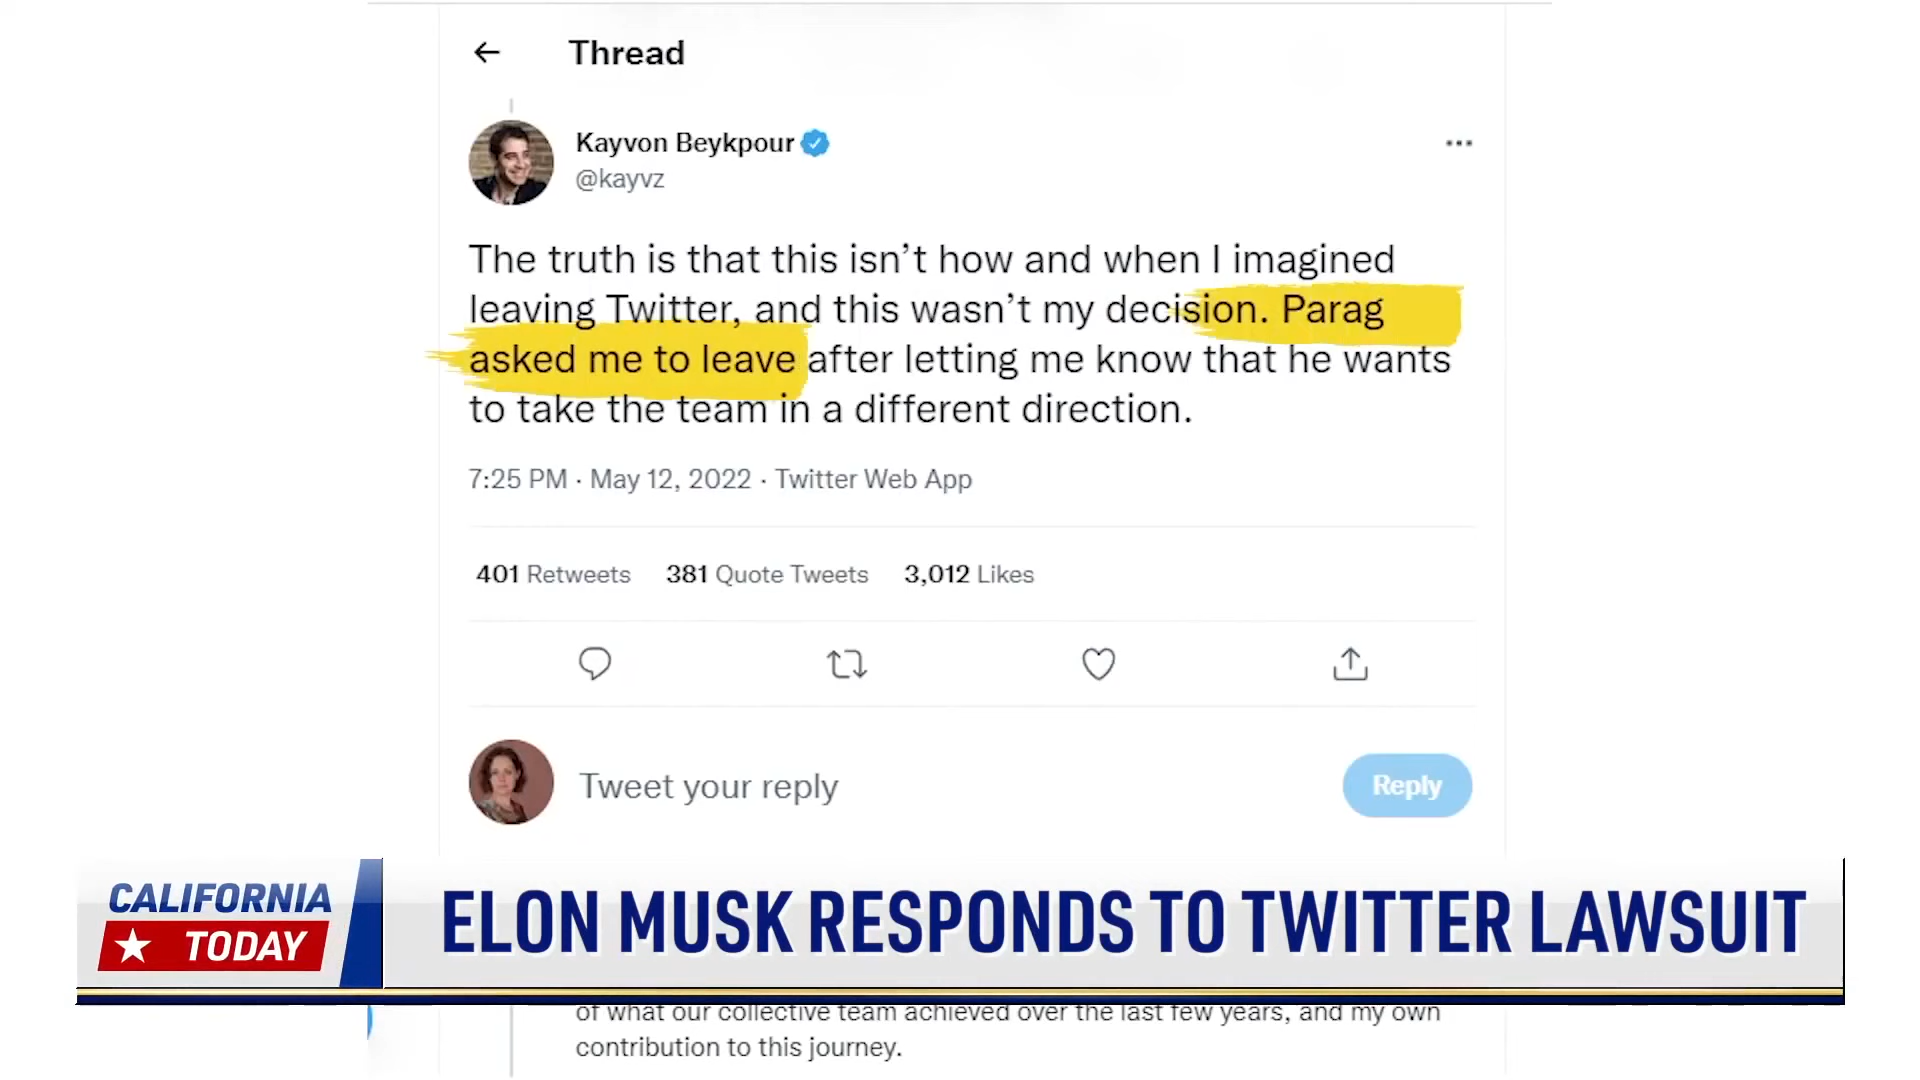 Thread
Kayvon Beykpour
@kayvz
The truth is that this isn’t how and when I imagined
leaving Twitter, and this wasn’t my decision. Parag
asked me to leave after letting me know that he wants
to take the team in a different direction.
7:25 PM · May 12, 2022 · Twitter Web App
401 Retweets 381 Quote Tweets 3,012 Likes
Tweet your reply
Reply
CALIFORNIA
TODAY
ELON MUSK RESPONDS TO TWITTER LAWSUIT
of what our collective team achieved over the last few years, and my own
contribution to this journey.